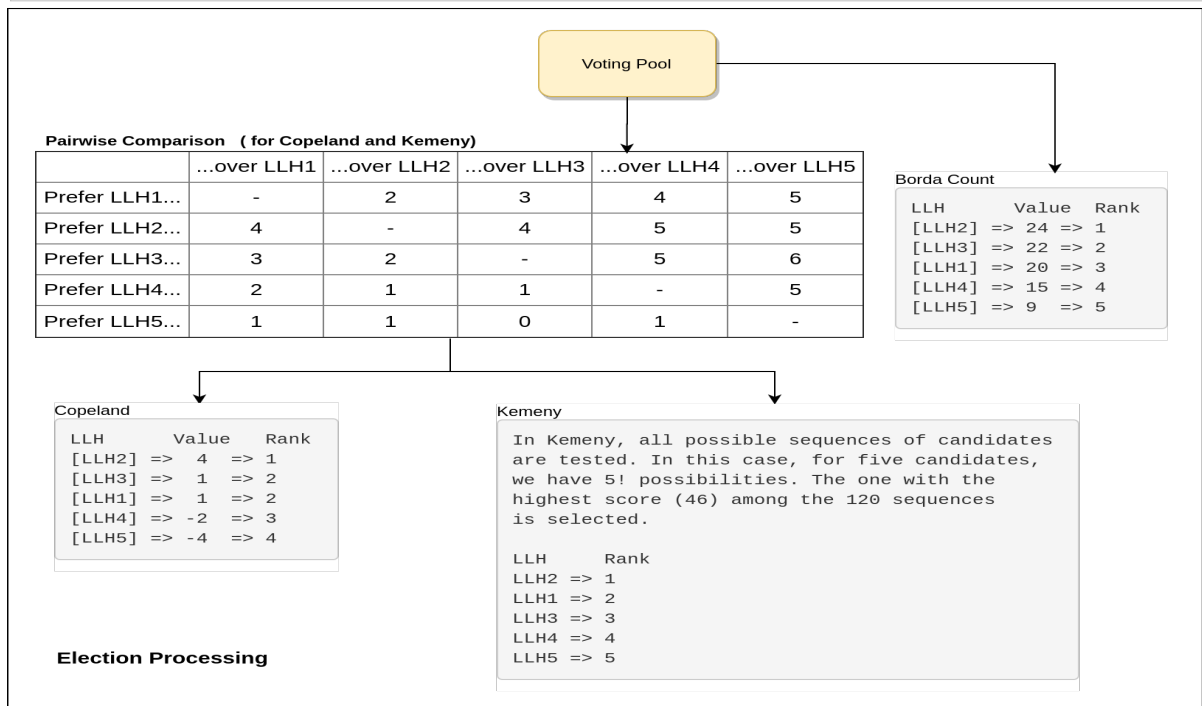 Voting Pool
Pairwise Comparison ( for Copeland and Kemeny)
...over LLH1 ...over LLH2 ...over LLH3 ...over LLH4 ...over LLH5
Prefer LLH1... - 2 3 4 5
Prefer LLH2... 4 - 4 5 5
Prefer LLH3... 3 2 - 5 6
Prefer LLH4... 2 1 1 - 5
Prefer LLH5... 1 1 0 1 -
Borda Count
LLH Value Rank
[LLH2] => 24 => 1
[LLH3] => 22 => 2
[LLH1] => 20 => 3
[LLH4] => 15 => 4
[LLH5] => 9 => 5
Copeland
LLH Value Rank
[LLH2] => 4 => 1
[LLH3] => 1 => 2
[LLH1] => 1 => 2
[LLH4] => -2 => 3
[LLH5] => -4 => 4
Kemeny
In Kemeny, all possible sequences of candidates
are tested. In this case, for five candidates,
we have 5! possibilities. The one with the
highest score (46) among the 120 sequences
is selected.
LLH Rank
LLH2 => 1
LLH1 => 2
LLH3 => 3
LLH4 => 4
LLH5 => 5
Election Processing